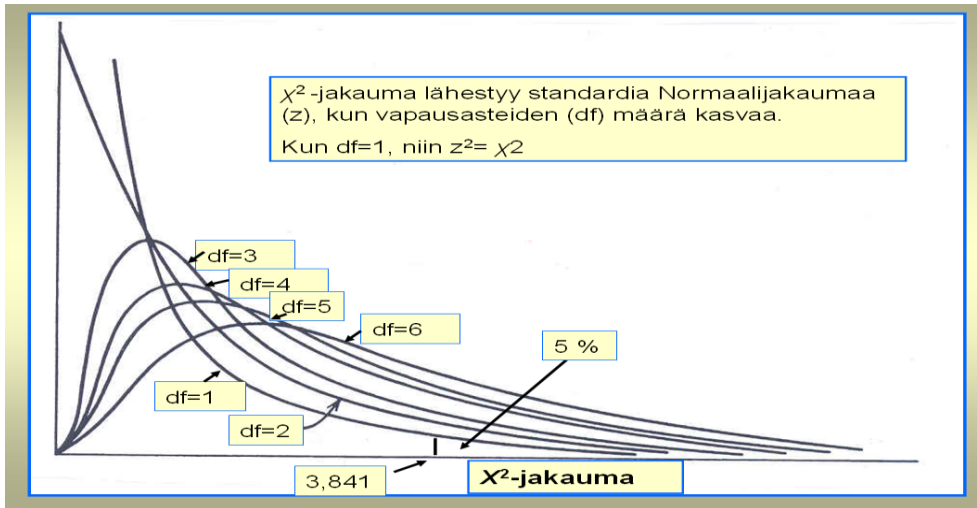 χ² -jakauma lähestyy standardia Normaalijakaumaa
(z), kun vapausasteiden (df) määrä kasvaa.
Kun df=1, niin z²= χ2
df=3
df=4
df=5
df=6
5 %
df=1
df=2
3,841
X²-jakauma